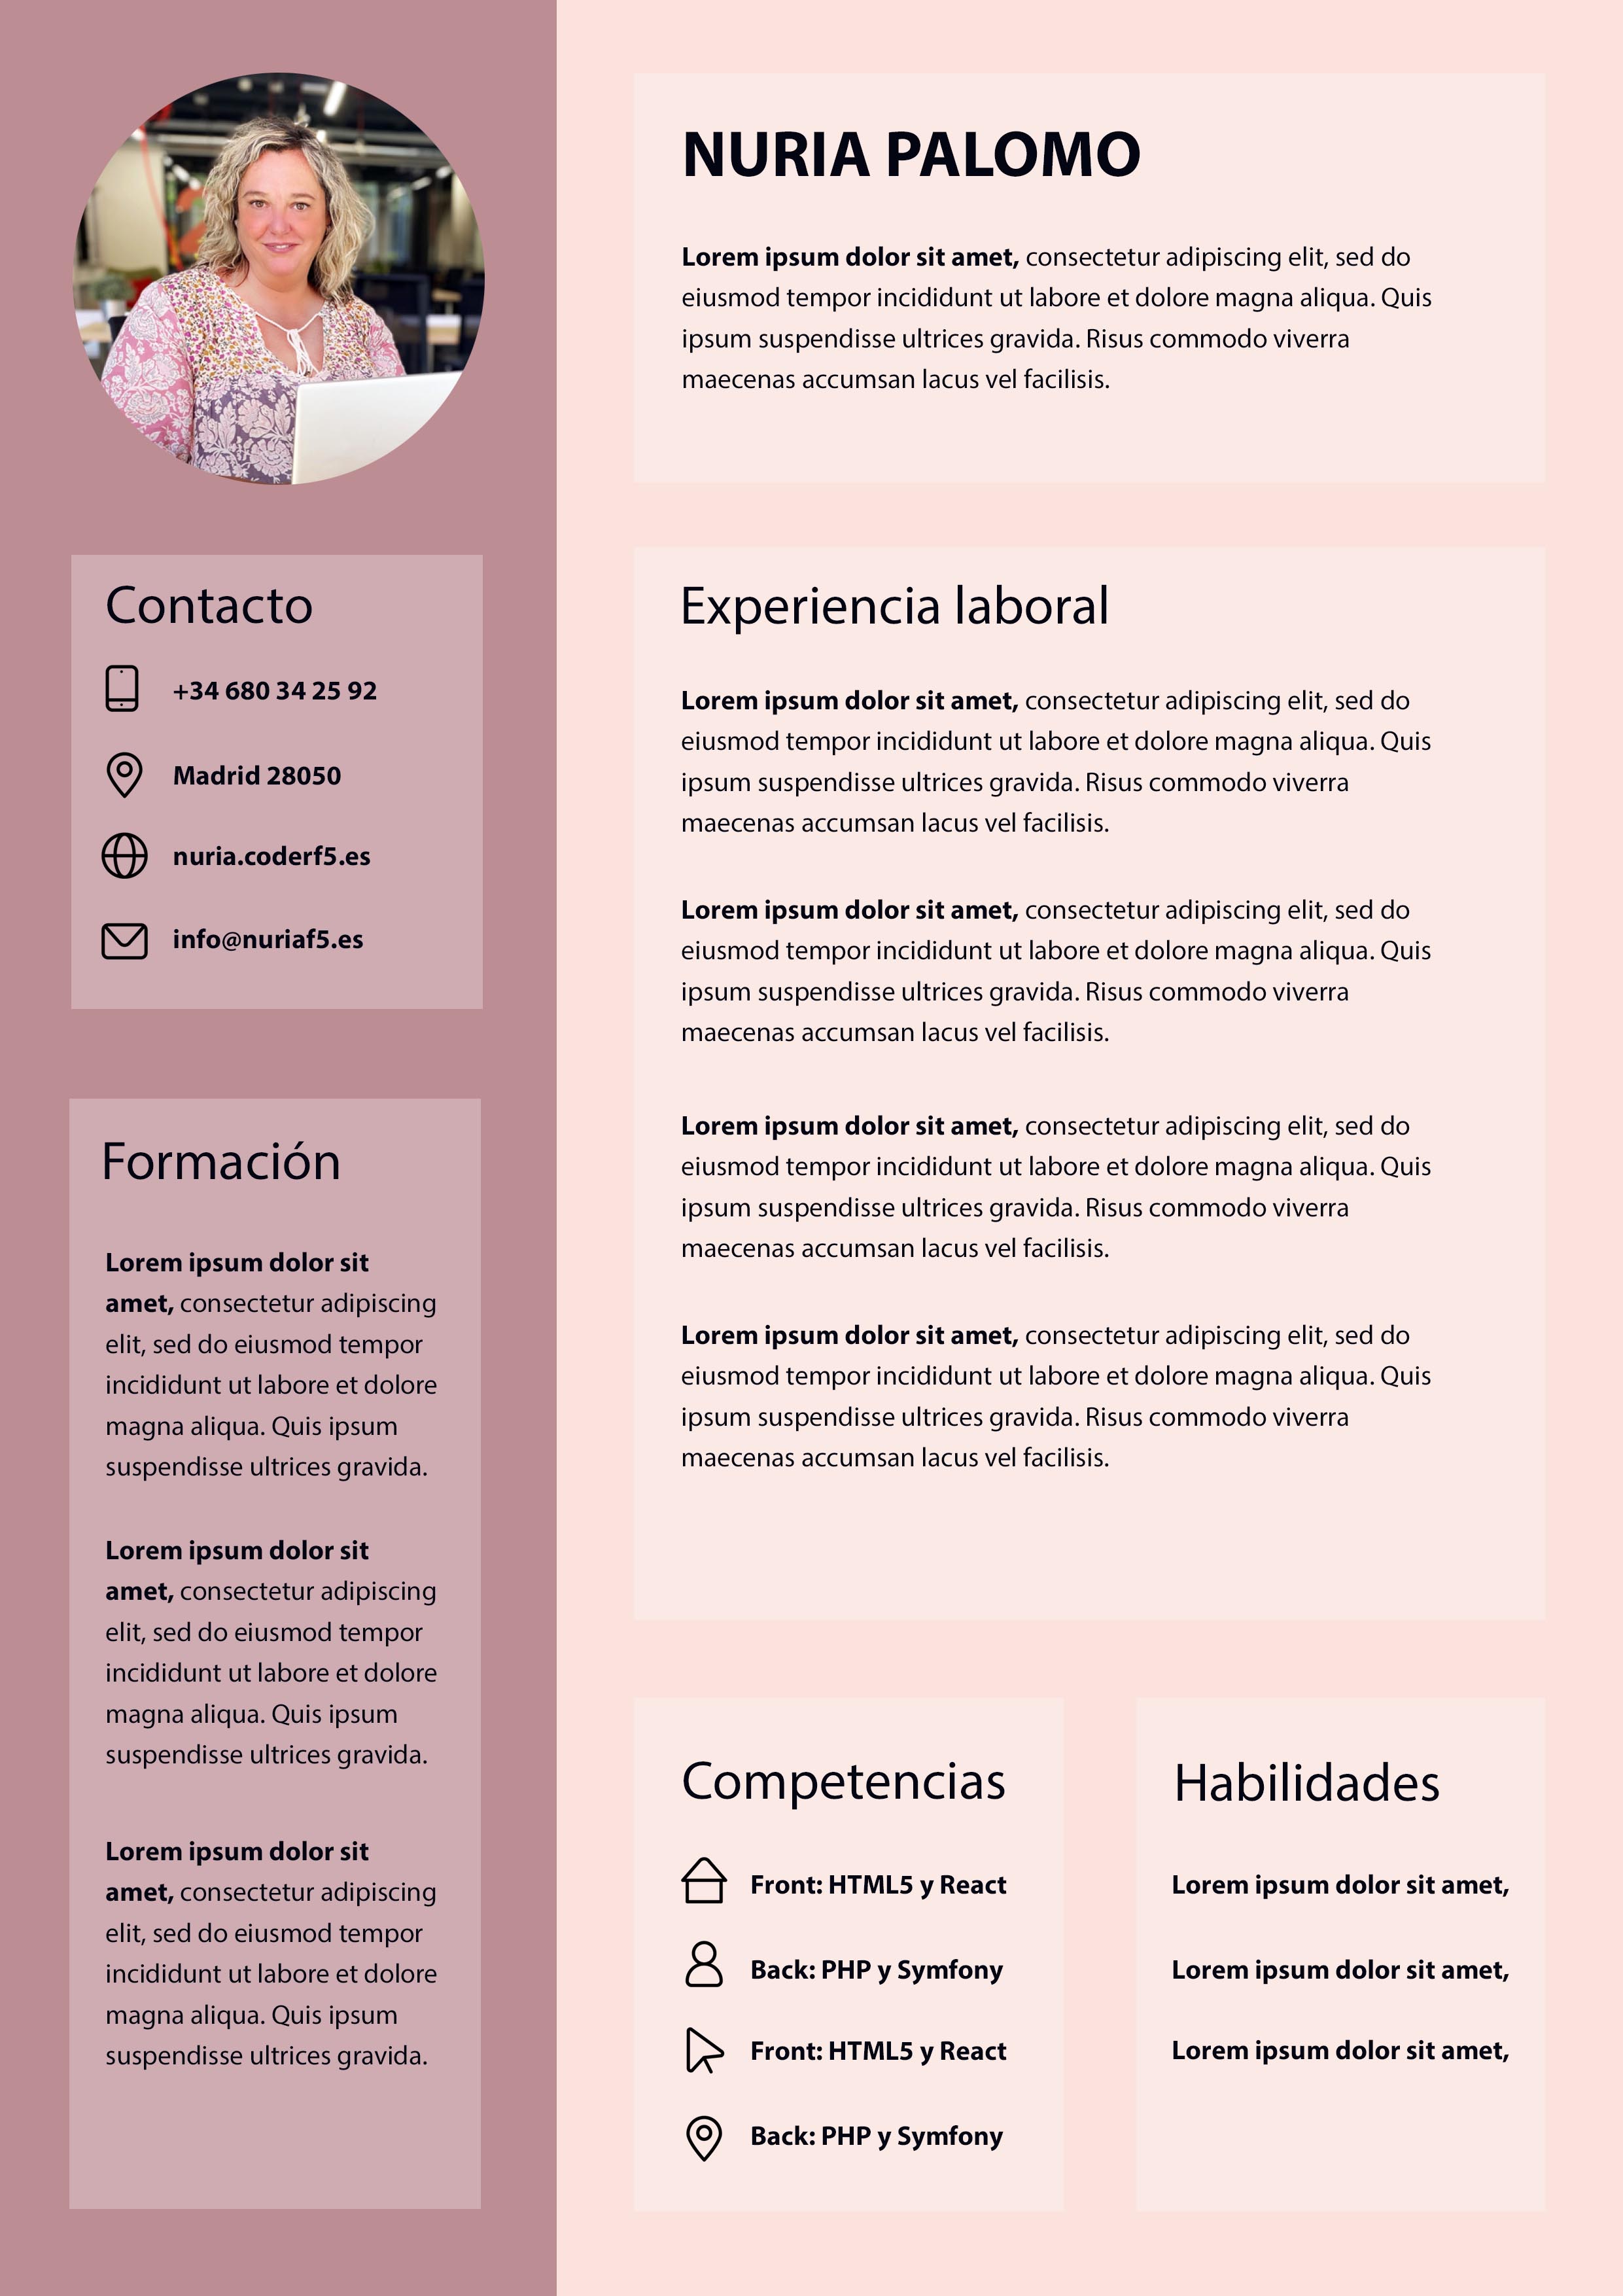 NURIA PALOMO
Lorem ipsum dolor sit amet, consectetur adipiscing elit, sed do
eiusmod tempor incididunt ut labore et dolore magna aliqua. Quis
ipsum suspendisse ultrices gravida. Risus commodo viverra
maecenas accumsan lacus vel facilisis.
Contacto
+34 680 34 25 92
Madrid 28050
nuria.coderf5.es
info@nuriaf5.es
Formación
Lorem ipsum dolor sit
amet, consectetur adipiscing
elit, sed do eiusmod tempor
incididunt ut labore et dolore
magna aliqua. Quis ipsum
suspendisse ultrices gravida.
Lorem ipsum dolor sit
amet, consectetur adipiscing
elit, sed do eiusmod tempor
incididunt ut labore et dolore
magna aliqua. Quis ipsum
suspendisse ultrices gravida.
Lorem ipsum dolor sit
amet, consectetur adipiscing
elit, sed do eiusmod tempor
incididunt ut labore et dolore
magna aliqua. Quis ipsum
suspendisse ultrices gravida.
Experiencia laboral
Lorem ipsum dolor sit amet, consectetur adipiscing elit, sed do
eiusmod tempor incididunt ut labore et dolore magna aliqua. Quis
ipsum suspendisse ultrices gravida. Risus commodo viverra
maecenas accumsan lacus vel facilisis.
Lorem ipsum dolor sit amet, consectetur adipiscing elit, sed do
eiusmod tempor incididunt ut labore et dolore magna aliqua. Quis
ipsum suspendisse ultrices gravida. Risus commodo viverra
maecenas accumsan lacus vel facilisis.
Lorem ipsum dolor sit amet, consectetur adipiscing elit, sed do
eiusmod tempor incididunt ut labore et dolore magna aliqua. Quis
ipsum suspendisse ultrices gravida. Risus commodo viverra
maecenas accumsan lacus vel facilisis.
Lorem ipsum dolor sit amet, consectetur adipiscing elit, sed do
eiusmod tempor incididunt ut labore et dolore magna aliqua. Quis
ipsum suspendisse ultrices gravida. Risus commodo viverra
maecenas accumsan lacus vel facilisis.
Competencias
Front: HTML5 y React
Back: PHP y Symfony
Front: HTML5 y React
Back: PHP y Symfony
Habilidades
Lorem ipsum dolor sit amet,
Lorem ipsum dolor sit amet,
Lorem ipsum dolor sit amet,